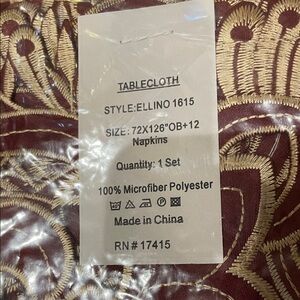 TABLECLOTH
STYLE:ELLINO 1615
SIZE: 72X126"OB+12
Napkins
Quantity: 1 Set
100% Microfiber Polyester
Made in China
RN # 17415